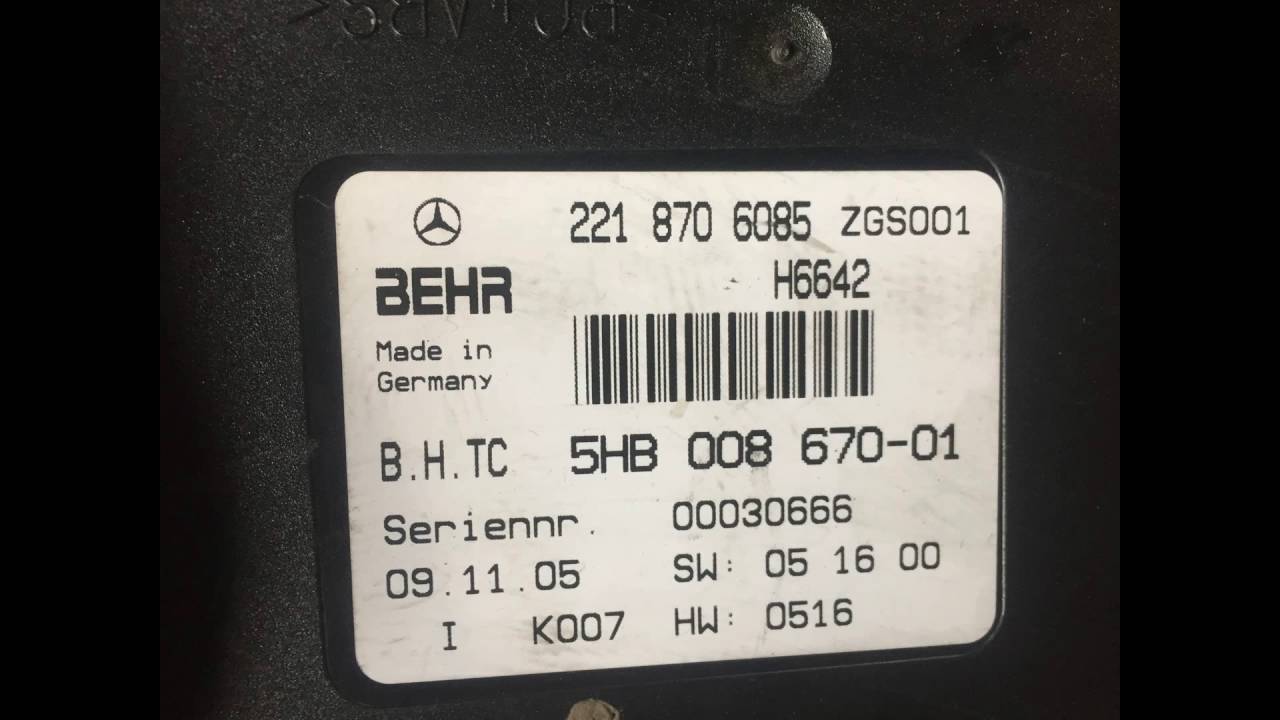 221 870 6085 ZGS001
BEHR
H6642
Made in
Germany
B.H.TC 5HB 008 670-01
Seriennr. 00030666
09.11.05 SW: 05 16 00
I K007 HW: 0516